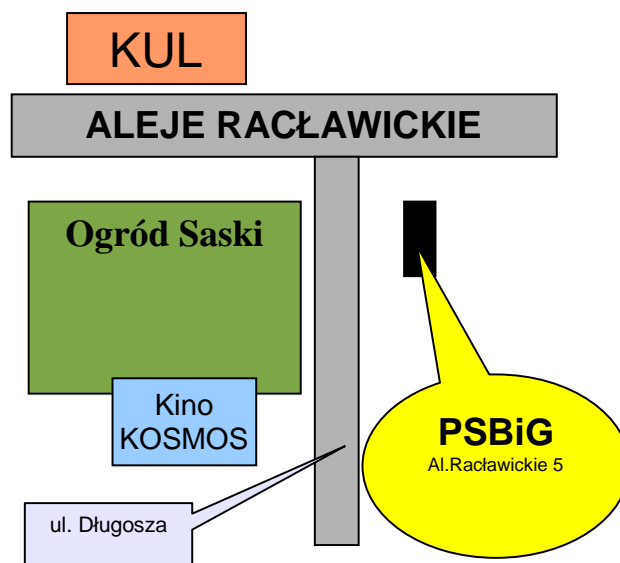 KUL
ALEJE RACŁAWICKIE
Ogród Saski
Kino
KOSMOS
PSBiG
Al.Racławickie 5
ul. Długosza